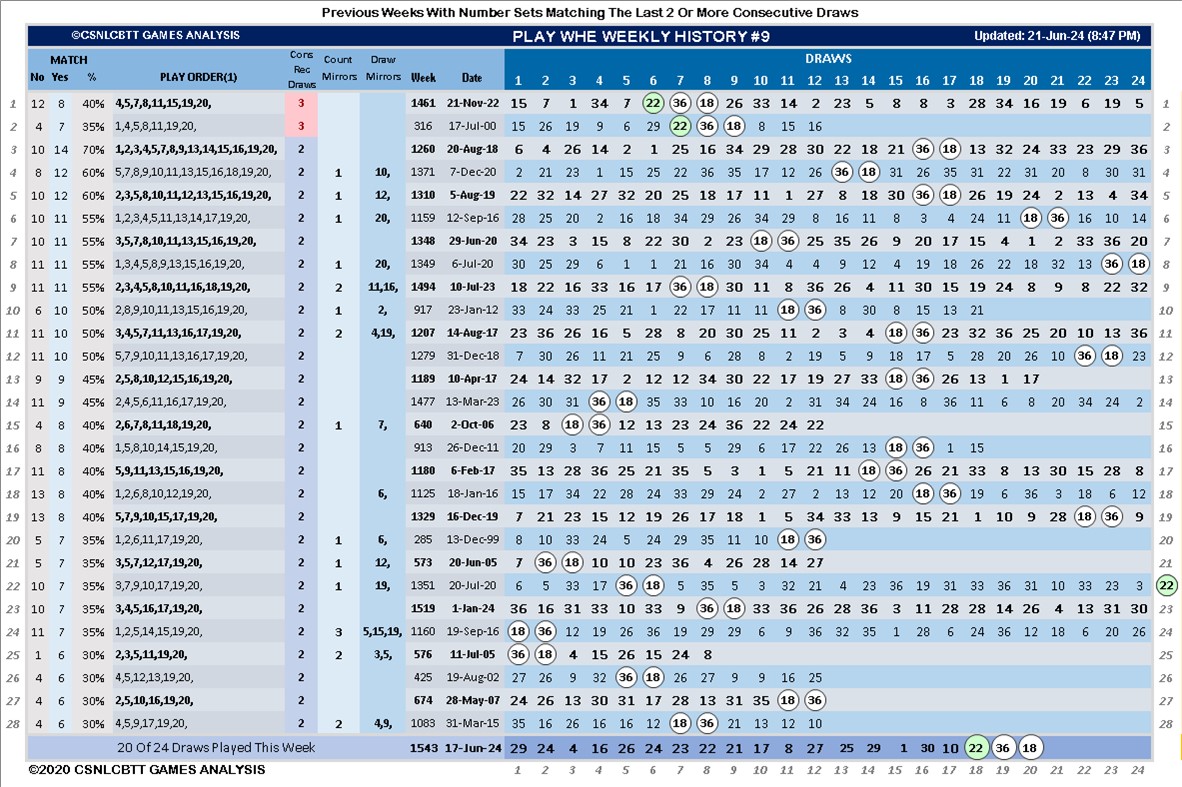 Previous Weeks With Number Sets Matching The Last 2 Or More Consecutive Draws
©CSNLCBTT GAMES ANALYSIS PLAY WHE WEEKLY HISTORY #9 Updated: 21-Jun-24 (8:47 PM)
MATCH Cons Rec Draws Count Mirrors Draw Mirrors DRAWS
No Yes % PLAY ORDER(1) Week Date 1 2 3 4 5 6 7 8 9 10 11 12 13 14 15 16 17 18 19 20 21 22 23 24
1 12 8 40% 4,5,7,8,11,15,19,20, 3 1461 21-Nov-22 15 7 1 34 7 22 36 18 26 33 14 2 23 5 8 8 3 28 34 16 19 6 19 5 1
2 4 7 35% 1,4,5,8,11,19,20, 3 316 17-Jul-00 15 26 19 9 6 29 22 36 18 8 15 16 2
3 10 14 70% 1,2,3,4,5,7,8,9,13,14,15,16,19,20, 2 1260 20-Aug-18 6 4 26 14 2 1 25 16 34 29 28 30 22 18 21 36 18 13 32 24 33 23 29 36 3
4 8 12 60% 5,7,8,9,10,11,13,15,16,18,19,20, 2 1 10, 1371 7-Dec-20 2 21 23 1 15 25 22 36 35 17 12 26 36 18 31 26 35 31 22 31 20 8 30 31 4
5 10 12 60% 2,3,5,8,10,11,12,13,15,16,19,20, 2 1 12, 1310 5-Aug-19 22 32 14 27 32 20 25 18 17 11 1 27 8 18 30 36 18 26 19 24 2 13 4 34 5
6 10 11 55% 1,2,3,4,5,11,13,14,17,19,20, 2 1 20, 1159 12-Sep-16 28 25 20 2 16 18 34 29 26 34 29 8 16 11 8 3 4 24 11 18 36 16 10 14 6
7 10 11 55% 3,5,7,8,10,11,13,15,16,19,20, 2 1348 29-Jun-20 34 23 3 15 8 22 30 2 23 18 36 25 35 26 9 20 17 15 4 1 2 33 36 20 7
8 11 11 55% 1,3,4,5,8,9,13,15,16,19,20, 2 1 20, 1349 6-Jul-20 30 25 29 6 1 1 21 16 30 34 4 4 9 12 4 19 18 26 22 18 32 13 36 18 8
9 11 11 55% 2,3,4,5,8,10,11,16,18,19,20, 2 2 11,16, 1494 10-Jul-23 18 22 16 33 16 17 36 18 30 11 8 36 26 4 11 30 15 19 24 8 9 8 22 32 9
10 6 10 50% 2,8,9,10,11,13,15,16,19,20, 2 1 2, 917 23-Jan-12 33 24 33 25 21 1 22 17 11 11 18 36 8 30 8 15 13 21 10
11 11 10 50% 3,4,5,7,11,13,16,17,19,20, 2 2 4,19, 1207 14-Aug-17 23 36 26 16 5 28 8 20 30 25 11 2 3 4 18 36 23 32 36 25 20 10 13 36 11
12 11 10 50% 5,7,9,10,11,13,16,17,19,20, 2 1279 31-Dec-18 7 30 26 11 21 25 9 6 28 8 2 19 5 9 18 17 5 28 20 26 10 36 18 23 12
13 9 9 45% 2,5,8,10,12,15,16,19,20, 2 1189 10-Apr-17 24 14 32 17 2 12 12 34 30 22 17 19 27 33 18 36 26 13 1 17 13
14 11 9 45% 2,4,5,6,11,16,17,19,20, 2 1477 13-Mar-23 26 30 31 36 18 35 33 10 16 20 2 31 34 24 16 8 36 11 6 8 20 34 24 2 14
15 4 8 40% 2,6,7,8,11,18,19,20, 2 1 7, 640 2-Oct-06 23 8 18 36 12 13 23 24 36 22 24 22 15
16 8 8 40% 1,5,8,10,14,15,19,20, 2 913 26-Dec-11 20 29 3 7 11 15 5 5 29 6 17 22 26 13 18 36 1 15 16
17 11 8 40% 5,9,11,13,15,16,19,20, 2 1180 6-Feb-17 35 13 28 36 25 21 35 5 3 1 5 21 11 18 36 26 21 33 8 13 30 15 28 8 17
18 13 8 40% 1,2,6,8,10,12,19,20, 2 6, 1125 18-Jan-16 15 17 34 22 28 24 33 29 24 2 27 2 13 12 20 18 36 19 6 36 3 18 6 12 18
19 13 8 40% 5,7,9,10,15,17,19,20, 2 1329 16-Dec-19 7 21 23 15 12 19 26 17 18 1 5 34 33 13 9 15 21 1 10 9 28 18 36 9 19
20 5 7 35% 1,2,6,11,17,19,20, 2 1 6, 285 13-Dec-99 8 10 33 24 5 24 29 35 11 10 18 36 20
21 5 7 35% 3,5,7,12,17,19,20, 2 1 12, 573 20-Jun-05 7 36 18 10 10 23 36 4 26 28 14 27 21
22 10 7 35% 3,7,9,10,17,19,20, 2 1 19, 1351 20-Jul-20 6 5 33 17 36 18 5 35 5 3 32 21 4 23 36 19 31 33 36 31 10 33 23 3 22
23 10 7 35% 3,4,5,16,17,19,20, 2 1519 1-Jan-24 36 16 31 33 10 33 9 36 18 33 36 26 28 36 3 11 28 28 14 26 4 13 31 30 23
24 11 7 35% 1,2,5,14,15,19,20, 2 3 5,15,19, 1160 19-Sep-16 18 36 12 19 26 36 19 29 29 6 9 36 32 35 1 28 6 24 36 12 18 6 20 26 24
25 1 6 30% 2,3,5,11,19,20, 2 2 3,5, 576 11-Jul-05 36 18 4 15 26 15 24 8 25
26 4 6 30% 4,5,12,13,19,20, 2 425 19-Aug-02 27 26 9 32 36 18 26 27 9 9 16 25 26
27 4 6 30% 2,5,10,16,19,20, 2 674 28-May-07 24 26 13 30 31 17 28 13 31 35 18 36 27
28 4 6 30% 4,5,9,17,19,20, 2 2 4,9, 1083 31-Mar-15 35 16 26 16 16 12 18 36 21 13 12 10 28
20 Of 24 Draws Played This Week 1543 17-Jun-24 29 24 4 16 26 24 23 22 21 17 8 27 25 29 1 30 10 22 36 18
©2020 CSNLCBTT GAMES ANALYSIS 1 2 3 4 5 6 7 8 9 10 11 12 13 14 15 16 17 18 19 20 21 22 23 24